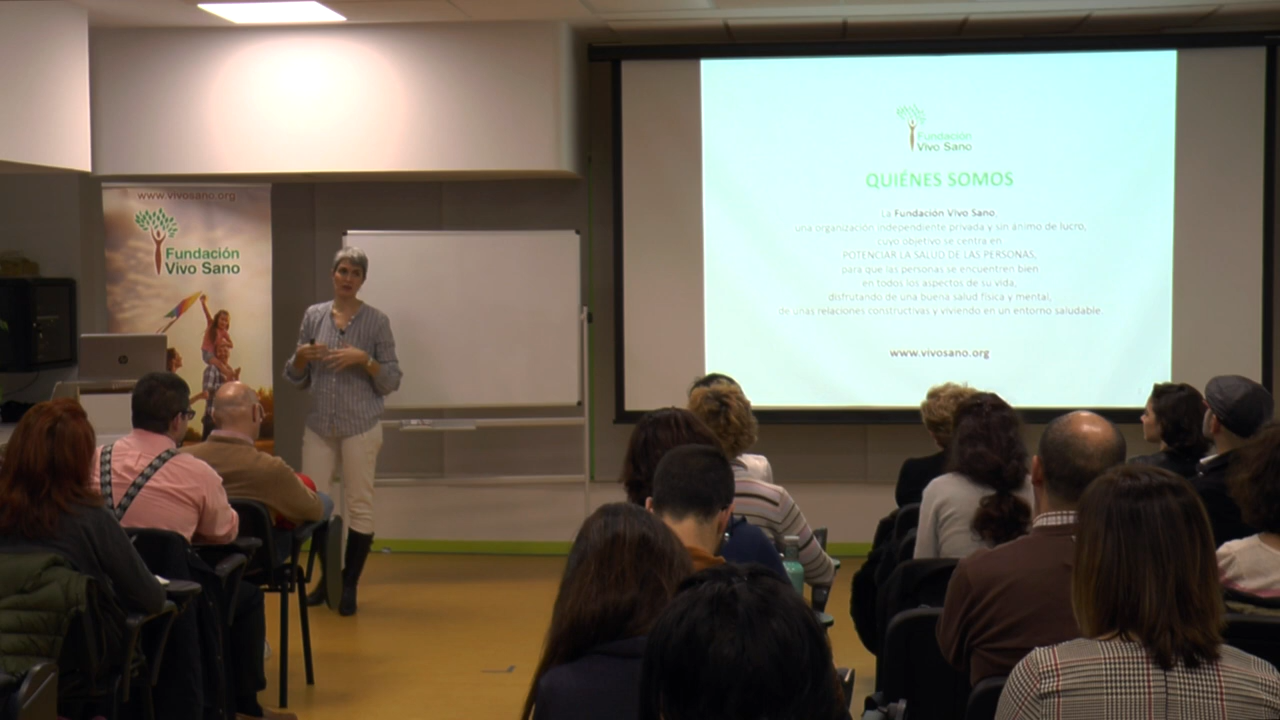 www.vivosano.org
Fundación
Vivo Sano
Fundación
Vivo Sano
QUIÉNES SOMOS
La Fundación Vivo Sano,
una organización independiente privada y sin ánimo de lucro,
cuyo objetivo se centra en
POTENCIAR LA SALUD DE LAS PERSONAS,
para que las personas se encuentren bien
en todos los aspectos de su vida,
disfrutando de una buena salud física y mental,
de unas relaciones constructivas y viviendo en un entorno saludable.
www.vivosano.org
hp